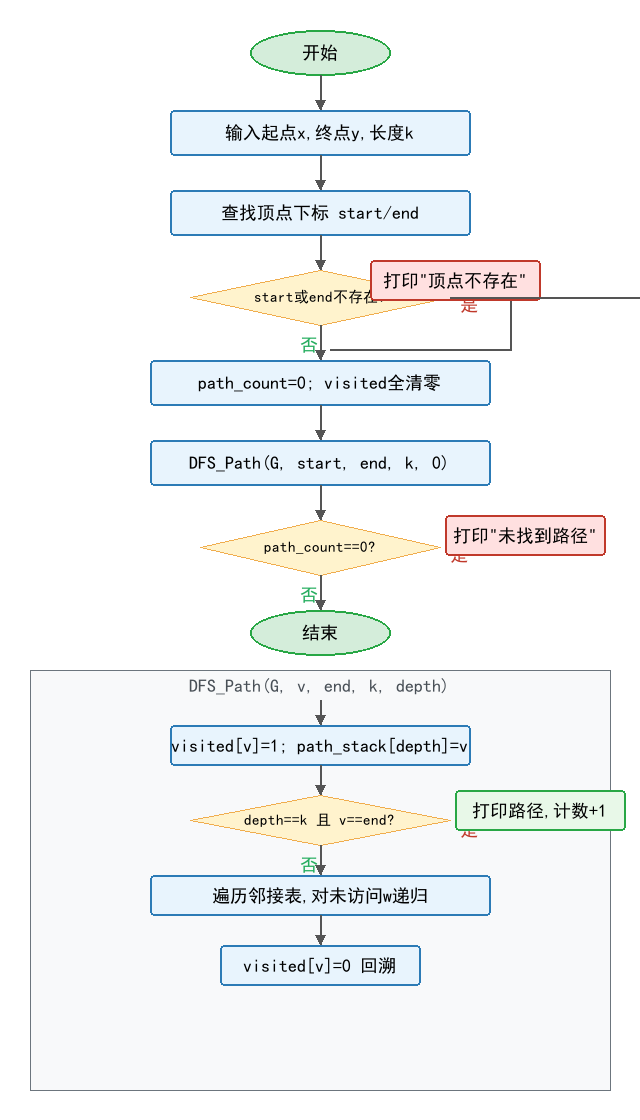 开始
输入起点x,终点y,长度k
查找顶点下标 start/end
start或end不存在?
打印"顶点不存在"
是
否
path_count=0; visited全清零
DFS_Path(G, start, end, k, 0)
path_count==0?
打印"未找到路径"
是
否
结束
DFS_Path(G, v, end, k, depth)
visited[v]=1; path_stack[depth]=v
depth==k 且 v==end?
打印路径,计数+1
是
否
遍历邻接表,对未访问w递归
visited[v]=0 回溯